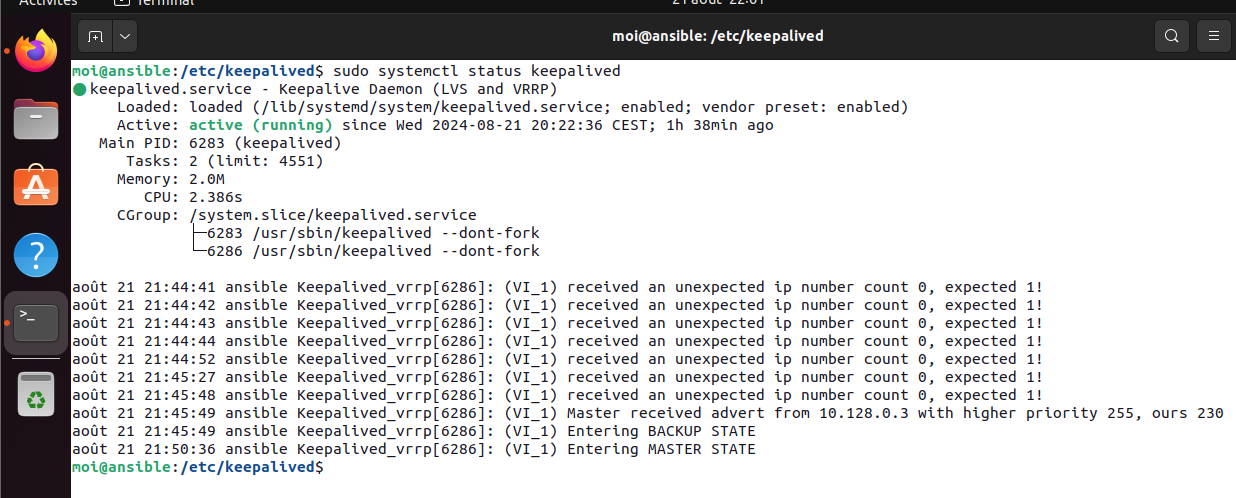 Activités Terminal 21 août 22:01
moi@ansible: /etc/keepalived
moi@ansible:/etc/keepalived$ sudo systemctl status keepalived
keepalived.service - Keepalive Daemon (LVS and VRRP)
Loaded: loaded (/lib/systemd/system/keepalived.service; enabled; vendor preset: enabled)
Active: active (running) since Wed 2024-08-21 20:22:36 CEST; 1h 38min ago
Main PID: 6283 (keepalived)
Tasks: 2 (limit: 4551)
Memory: 2.0M
CPU: 2.386s
CGroup: /system.slice/keepalived.service
├─6283 /usr/sbin/keepalived --dont-fork
└─6286 /usr/sbin/keepalived --dont-fork
août 21 21:44:41 ansible Keepalived_vrrp[6286]: (VI_1) received an unexpected ip number count 0, expected 1!
août 21 21:44:42 ansible Keepalived_vrrp[6286]: (VI_1) received an unexpected ip number count 0, expected 1!
août 21 21:44:43 ansible Keepalived_vrrp[6286]: (VI_1) received an unexpected ip number count 0, expected 1!
août 21 21:44:44 ansible Keepalived_vrrp[6286]: (VI_1) received an unexpected ip number count 0, expected 1!
août 21 21:44:52 ansible Keepalived_vrrp[6286]: (VI_1) received an unexpected ip number count 0, expected 1!
août 21 21:45:27 ansible Keepalived_vrrp[6286]: (VI_1) received an unexpected ip number count 0, expected 1!
août 21 21:45:48 ansible Keepalived_vrrp[6286]: (VI_1) received an unexpected ip number count 0, expected 1!
août 21 21:45:49 ansible Keepalived_vrrp[6286]: (VI_1) Master received advert from 10.128.0.3 with higher priority 255, ours 230
août 21 21:45:49 ansible Keepalived_vrrp[6286]: (VI_1) Entering BACKUP STATE
août 21 21:50:36 ansible Keepalived_vrrp[6286]: (VI_1) Entering MASTER STATE
moi@ansible:/etc/keepalived$